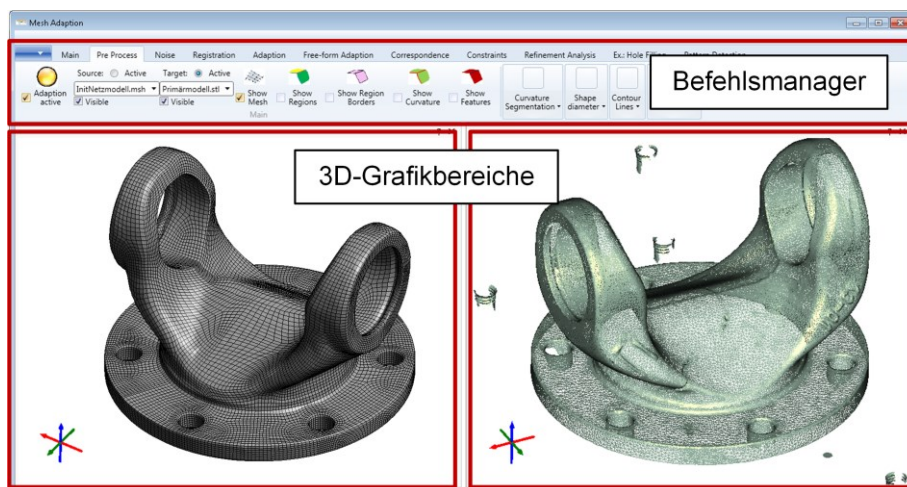 Mesh Adaption
Main Pre Process Noise Registration Adaption Free-form Adaption Correspondence Constraints Refinement Analysis Ex.: Hole Filling Pattern Detection
Source: Active Target: Active
Adaption active
InitNetzmodell.msh Primärmodell.stl
Visible Visible
Show Mesh
Show Regions
Show Region Borders
Show Curvature
Show Features
Curvature Segmentation
Shape diameter
Contour Lines
Main
Befehlsmanager
3D-Grafikbereiche